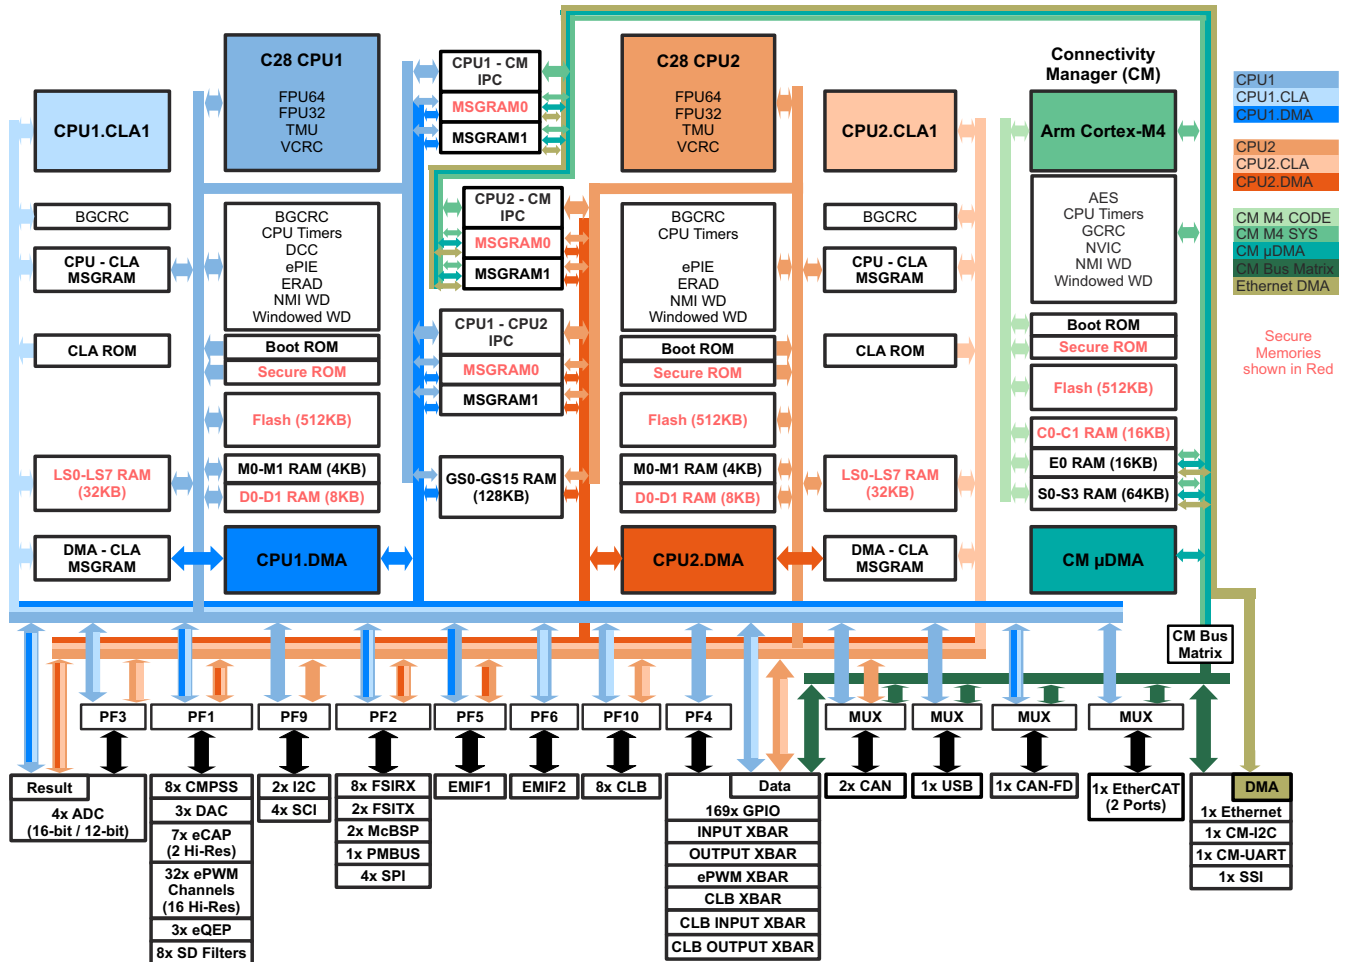 C28 CPU1
FPU64
FPU32
TMU
VCRC
CPU1.CLA1
BGCRC
CPU - CLA
MSGRAM
CLA ROM
LS0-LS7 RAM
(32KB)
DMA - CLA
MSGRAM
BGCRC
CPU Timers
DCC
ePIE
ERAD
NMI WD
Windowed WD
Boot ROM
Secure ROM
Flash (512KB)
M0-M1 RAM (4KB)
D0-D1 RAM (8KB)
CPU1.DMA
CPU1 - CM
IPC
MSGRAM0
MSGRAM1
CPU2 - CM
IPC
MSGRAM0
MSGRAM1
CPU1 - CPU2
IPC
MSGRAM0
MSGRAM1
GS0-GS15 RAM
(128KB)
C28 CPU2
FPU64
FPU32
TMU
VCRC
BGCRC
CPU Timers
ePIE
ERAD
NMI WD
Windowed WD
Boot ROM
Secure ROM
Flash (512KB)
M0-M1 RAM (4KB)
D0-D1 RAM (8KB)
CPU2.DMA
CPU2.CLA1
BGCRC
CPU - CLA
MSGRAM
CLA ROM
LS0-LS7 RAM
(32KB)
DMA - CLA
MSGRAM
Connectivity
Manager (CM)
Arm Cortex-M4
AES
CPU Timers
GCRC
NVIC
NMI WD
Windowed WD
Boot ROM
Secure ROM
Flash (512KB)
C0-C1 RAM (16KB)
E0 RAM (16KB)
S0-S3 RAM (64KB)
CM µDMA
CPU1
CPU1.CLA
CPU1.DMA
CPU2
CPU2.CLA
CPU2.DMA
CM M4 CODE
CM M4 SYS
CM µDMA
CM Bus Matrix
Ethernet DMA
Secure
Memories
shown in Red
CM Bus
Matrix
PF3
PF1
PF9
PF2
PF5
PF6
PF10
PF4
MUX
MUX
MUX
MUX
Result
4x ADC
(16-bit / 12-bit)
8x CMPSS
3x DAC
7x eCAP
(2 Hi-Res)
32x ePWM
Channels
(16 Hi-Res)
3x eQEP
8x SD Filters
2x I2C
4x SCI
8x FSIRX
2x FSITX
2x McBSP
1x PMBUS
4x SPI
EMIF1
EMIF2
8x CLB
Data
169x GPIO
INPUT XBAR
OUTPUT XBAR
ePWM XBAR
CLB XBAR
CLB INPUT XBAR
CLB OUTPUT XBAR
2x CAN
1x USB
1x CAN-FD
1x EtherCAT
(2 Ports)
DMA
1x Ethernet
1x CM-I2C
1x CM-UART
1x SSI